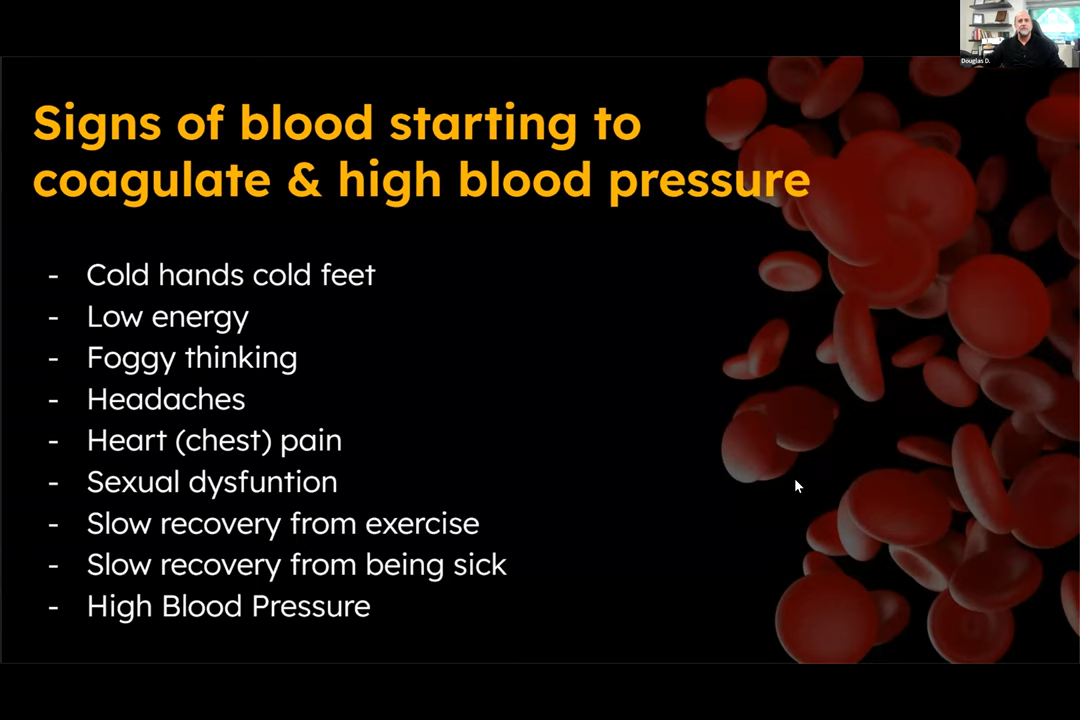 Douglas D.
Signs of blood starting to
coagulate & high blood pressure
- Cold hands cold feet
- Low energy
- Foggy thinking
- Headaches
- Heart (chest) pain
- Sexual dysfuntion
- Slow recovery from exercise
- Slow recovery from being sick
- High Blood Pressure